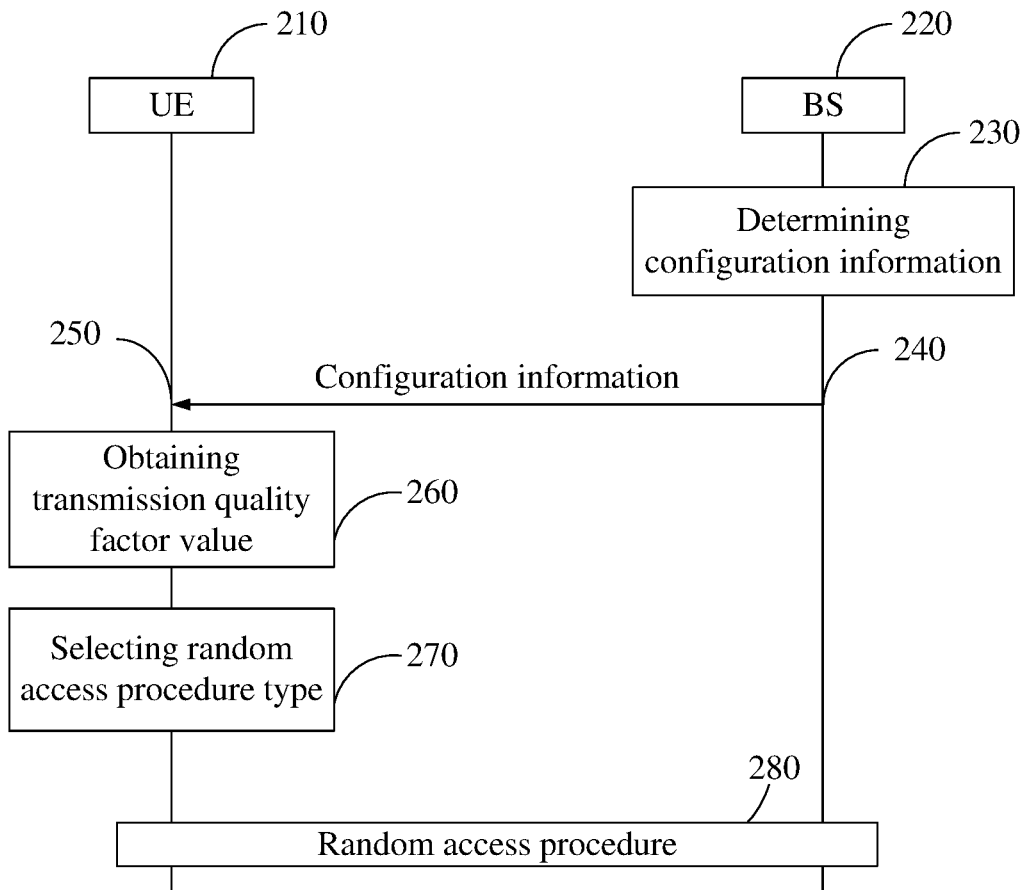 210
220
UE
BS
230
Determining
configuration information
250
240
Configuration information
Obtaining
transmission quality
factor value
260
Selecting random
access procedure type
270
280
Random access procedure